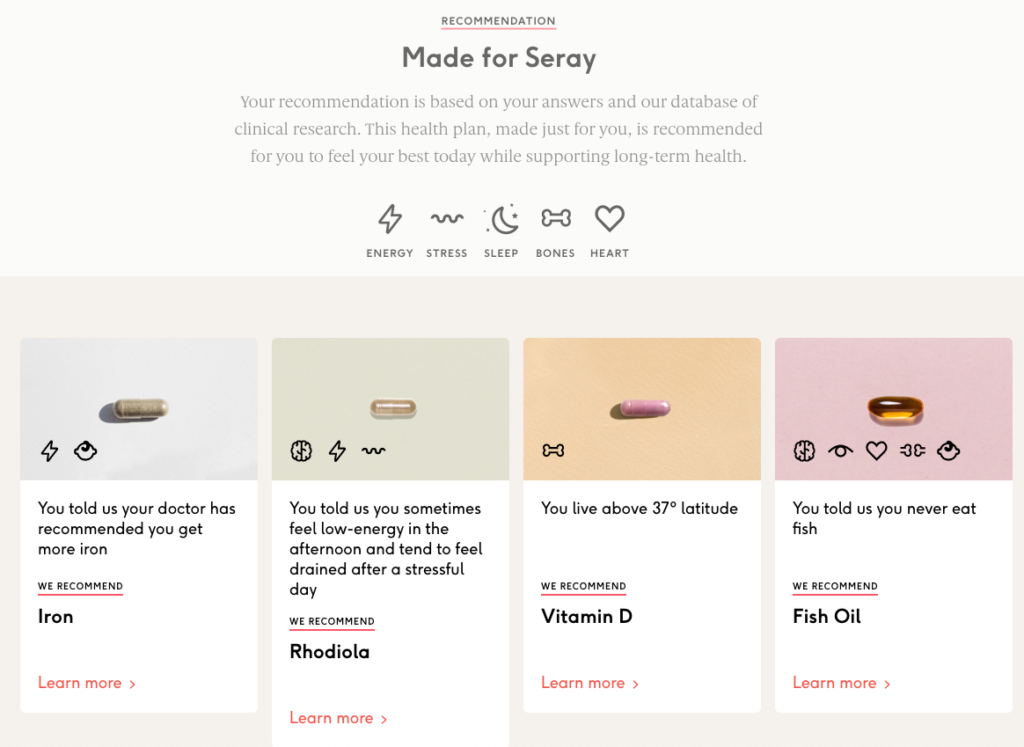 RECOMMENDATION
Made for Seray
Your recommendation is based on your answers and our database of
clinical research. This health plan, made just for you, is recommended
for you to feel your best today while supporting long-term health.
ENERGY STRESS SLEEP BONES HEART
You told us your doctor has
recommended you get
more iron
WE RECOMMEND
Iron
Learn more >
You told us you sometimes
feel low-energy in the
afternoon and tend to feel
drained after a stressful
day
WE RECOMMEND
Rhodiola
Learn more >
You live above 37° latitude
WE RECOMMEND
Vitamin D
Learn more >
You told us you never eat
fish
WE RECOMMEND
Fish Oil
Learn more >